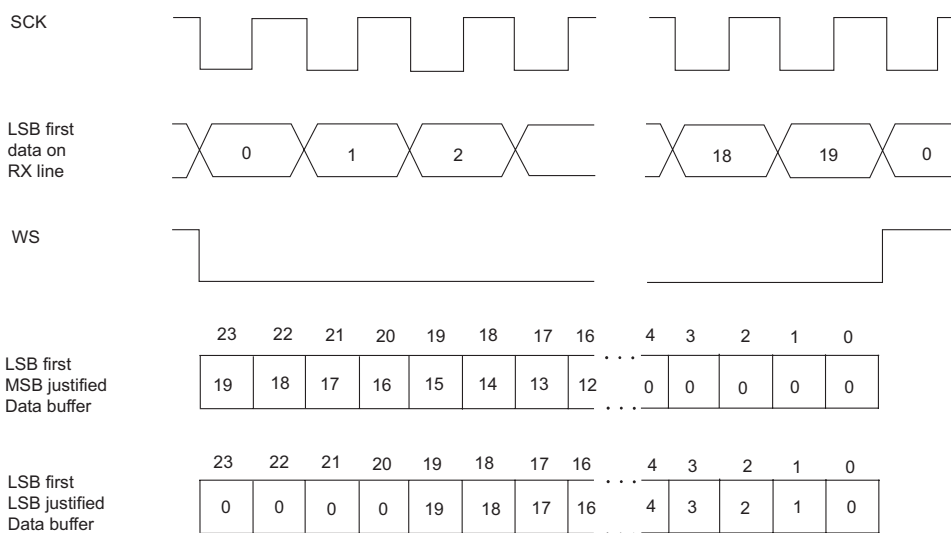 SCK
LSB first
data on
RX line
0 1 2 18 19 0
WS
23 22 21 20 19 18 17 16 4 3 2 1 0
LSB first
MSB justified
Data buffer
19 18 17 16 15 14 13 12 . . . 0 0 0 0 0
. . .
23 22 21 20 19 18 17 16 4 3 2 1 0
LSB first
LSB justified
Data buffer
0 0 0 0 19 18 17 16 . . . 4 3 2 1 0
. . .